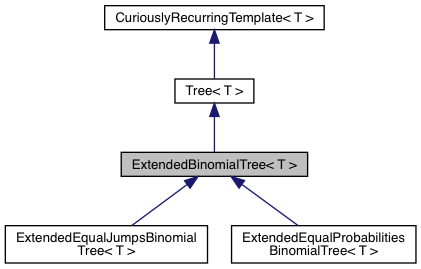 CuriouslyRecurringTemplate< T >
Tree< T >
ExtendedBinomialTree< T >
ExtendedEqualJumpsBinomial
Tree< T >
ExtendedEqualProbabilities
BinomialTree< T >